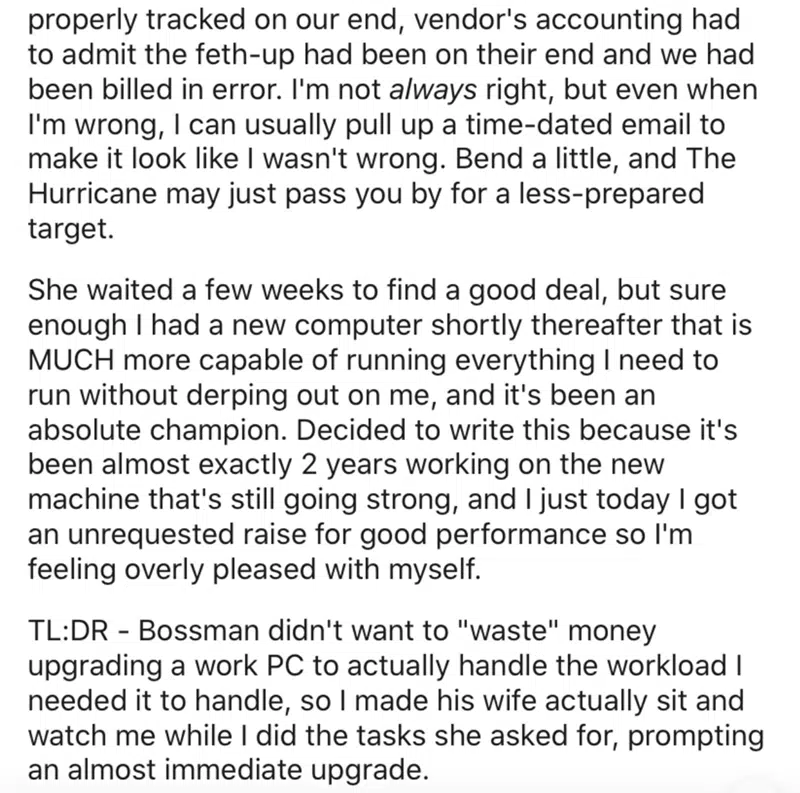 properly tracked on our end, vendor's accounting had
to admit the feth-up had been on their end and we had
been billed in error. I'm not always right, but even when
I'm wrong, I can usually pull up a time-dated email to
make it look like I wasn't wrong. Bend a little, and The
Hurricane may just pass you by for a less-prepared
target.
She waited a few weeks to find a good deal, but sure
enough I had a new computer shortly thereafter that is
MUCH more capable of running everything I need to
run without derping out on me, and it's been an
absolute champion. Decided to write this because it's
been almost exactly 2 years working on the new
machine that's still going strong, and I just today I got
an unrequested raise for good performance so I'm
feeling overly pleased with myself.
TL:DR - Bossman didn't want to "waste" money
upgrading a work PC to actually handle the workload I
needed it to handle, so I made his wife actually sit and
watch me while I did the tasks she asked for, prompting
an almost immediate upgrade.